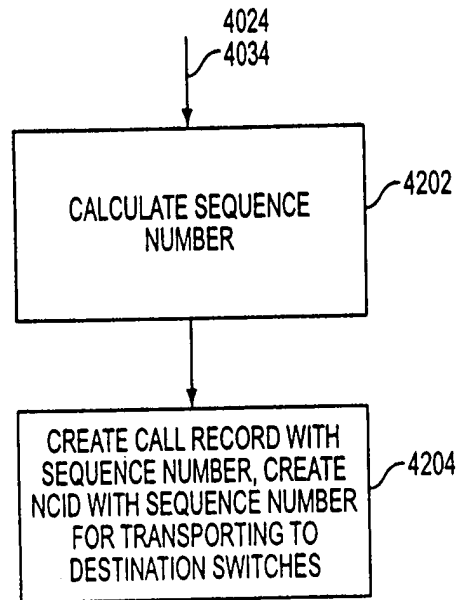 4024
4034
CALCULATE SEQUENCE
NUMBER
4202
CREATE CALL RECORD WITH
SEQUENCE NUMBER, CREATE
NCID WITH SEQUENCE NUMBER
FOR TRANSPORTING TO
DESTINATION SWITCHES
4204